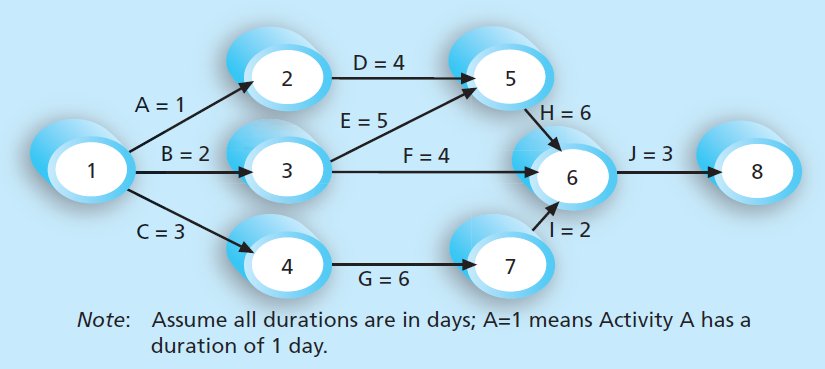 D = 4
2
5
A = 1
H = 6
E = 5
B = 2
F = 4
J = 3
1
3
6
8
C = 3
I = 2
4
7
G = 6
Note: Assume all durations are in days; A=1 means Activity A has a
duration of 1 day.